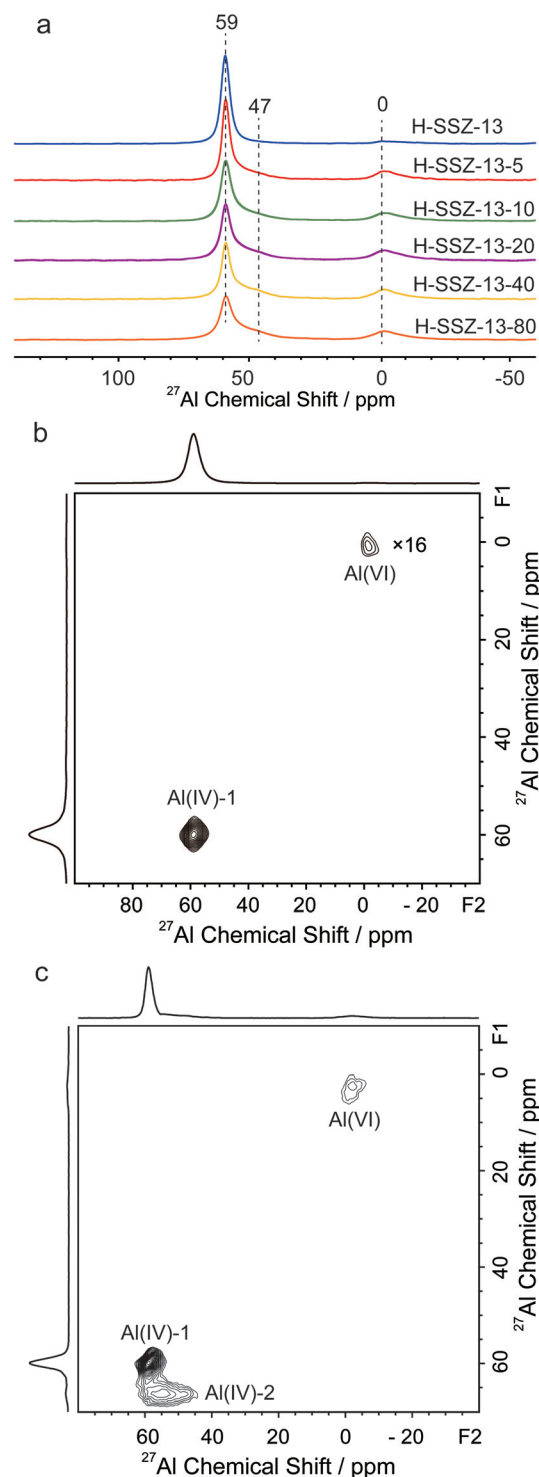 a
59
47
0
H-SSZ-13
H-SSZ-13-5
H-SSZ-13-10
H-SSZ-13-20
H-SSZ-13-40
H-SSZ-13-80
100 50 0 -50
²⁷Al Chemical Shift / ppm
b
F1
0
×16
Al(VI)
20
40
²⁷Al Chemical Shift / ppm
Al(IV)-1
60
80 60 40 20 0 - 20 F2
²⁷Al Chemical Shift / ppm
c
F1
0
Al(VI)
20
40
²⁷Al Chemical Shift / ppm
Al(IV)-1
60
Al(IV)-2
60 40 20 0 - 20 F2
²⁷Al Chemical Shift / ppm